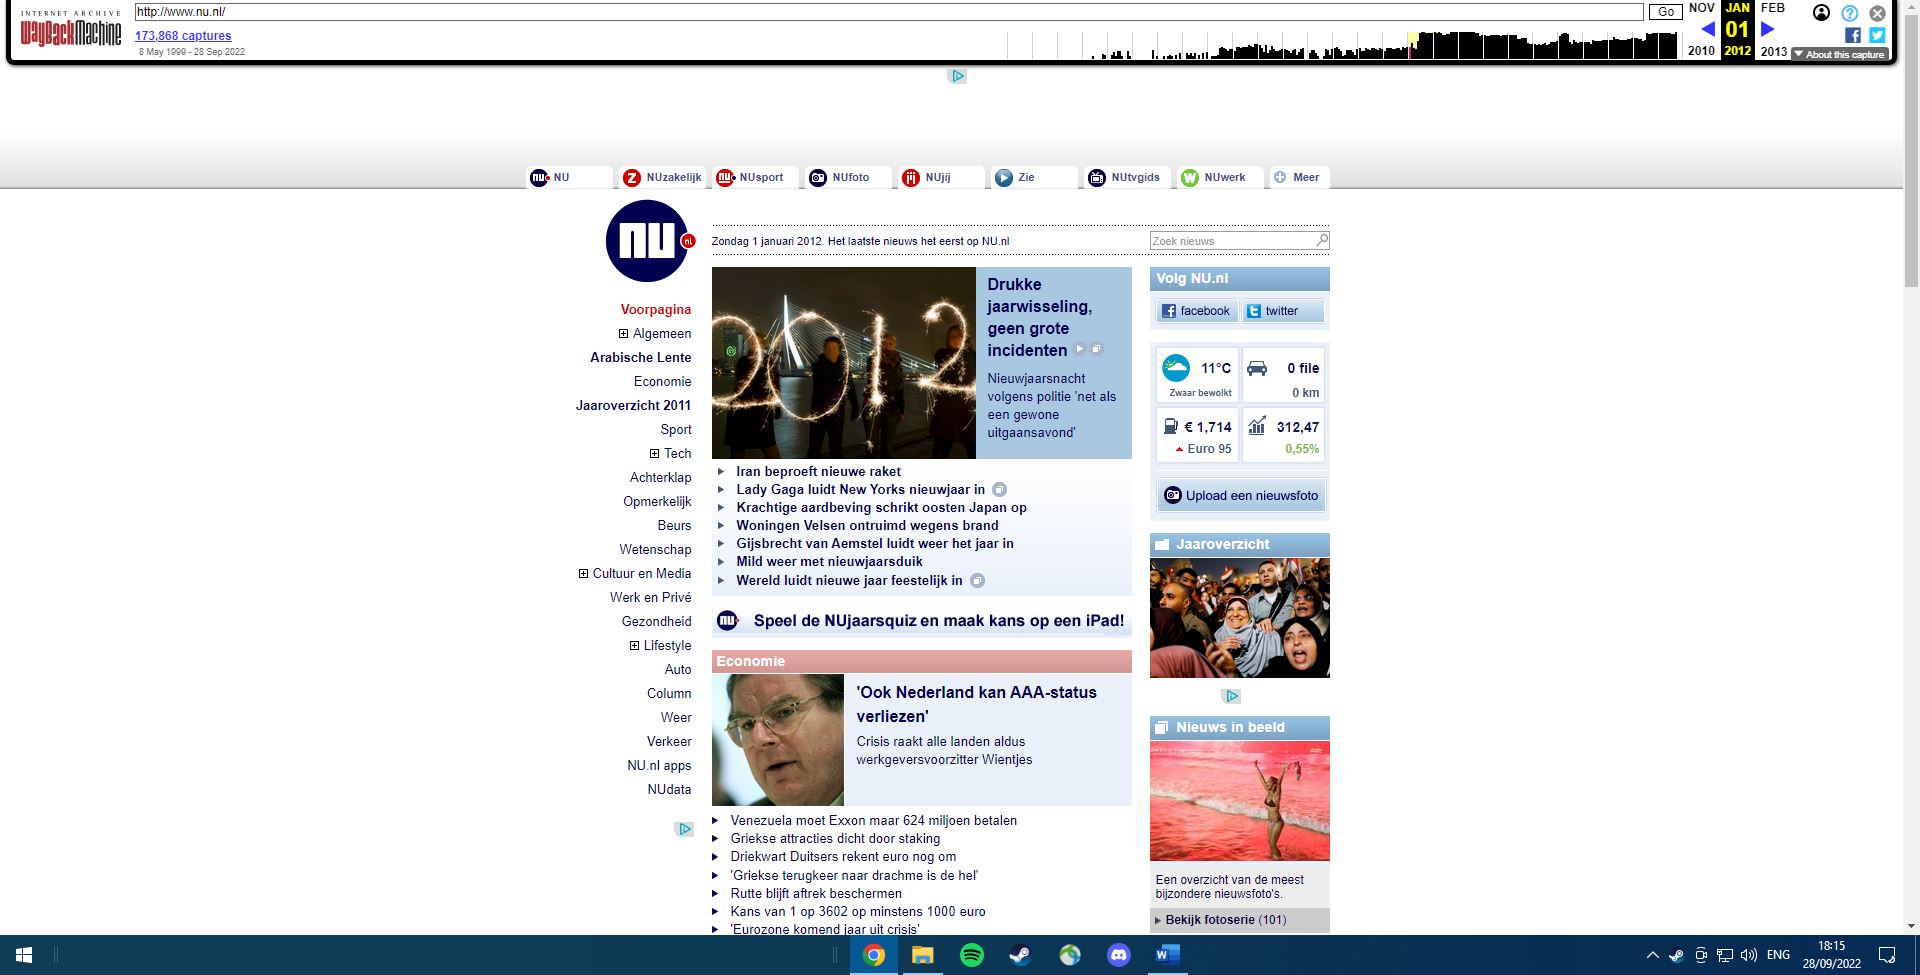 INTERNET ARCHIVE
WayBackMachine
http://www.nu.nl/
Go
173,868 captures
8 May 1999 - 28 Sep 2022
NOV JAN FEB
01
2010 2012 2013
About this capture
NU NUzakelijk NUsport NUfoto NUjij Zie NUtvgids NUwerk Meer
nu nl
Zondag 1 januari 2012. Het laatste nieuws het eerst op NU.nl
Zoek nieuws
Voorpagina
Algemeen
Arabische Lente
Economie
Jaaroverzicht 2011
Sport
Tech
Achterklap
Opmerkelijk
Beurs
Wetenschap
Cultuur en Media
Werk en Privé
Gezondheid
Lifestyle
Auto
Column
Weer
Verkeer
NU.nl apps
NUdata
2012
Drukke
jaarwisseling,
geen grote
incidenten
Nieuwjaarsnacht
volgens politie 'net als
een gewone
uitgaansavond'
Iran beproeft nieuwe raket
Lady Gaga luidt New Yorks nieuwjaar in
Krachtige aardbeving schrikt oosten Japan op
Woningen Velsen ontruimd wegens brand
Gijsbrecht van Aemstel luidt weer het jaar in
Mild weer met nieuwjaarsduik
Wereld luidt nieuwe jaar feestelijk in
nu Speel de NUjaarsquiz en maak kans op een iPad!
Economie
'Ook Nederland kan AAA-status
verliezen'
Crisis raakt alle landen aldus
werkgeversvoorzitter Wientjes
Venezuela moet Exxon maar 624 miljoen betalen
Griekse attracties dicht door staking
Driekwart Duitsers rekent euro nog om
'Griekse terugkeer naar drachme is de hel'
Rutte blijft aftrek beschermen
Kans van 1 op 3602 op minstens 1000 euro
'Eurozone komend jaar uit crisis'
Volg NU.nl
facebook twitter
11°C 0 file
Zwaar bewolkt 0 km
€ 1,714 312,47
Euro 95 0,55%
Upload een nieuwsfoto
Jaaroverzicht
Nieuws in beeld
Een overzicht van de meest
bijzondere nieuwsfoto's.
Bekijk fotoserie (101)
ENG
18:15
28/09/2022